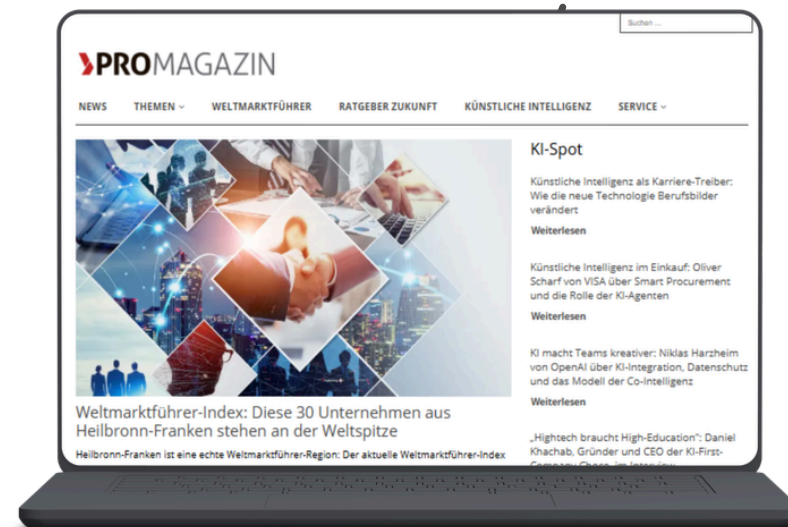 Suchen ...
PROMAGAZIN
NEWS THEMEN WELTMARKTFÜHRER RATGEBER ZUKUNFT KÜNSTLICHE INTELLIGENZ SERVICE
Weltmarktführer-Index: Diese 30 Unternehmen aus
Heilbronn-Franken stehen an der Weltspitze
Heilbronn-Franken ist eine echte Weltmarktführer-Region: Der aktuelle Weltmarktführer-Index
KI-Spot
Künstliche Intelligenz als Karriere-Treiber:
Wie die neue Technologie Berufsbilder
verändert
Weiterlesen
Künstliche Intelligenz im Einkauf: Oliver
Scharf von VISA über Smart Procurement
und die Rolle der KI-Agenten
Weiterlesen
KI macht Teams kreativer: Niklas Harzheim
von OpenAI über KI-Integration, Datenschutz
und das Modell der Co-Intelligenz
Weiterlesen
„Hightech braucht High-Education": Daniel
Khachab, Gründer und CEO der KI-First-
Company Choco, im Interview